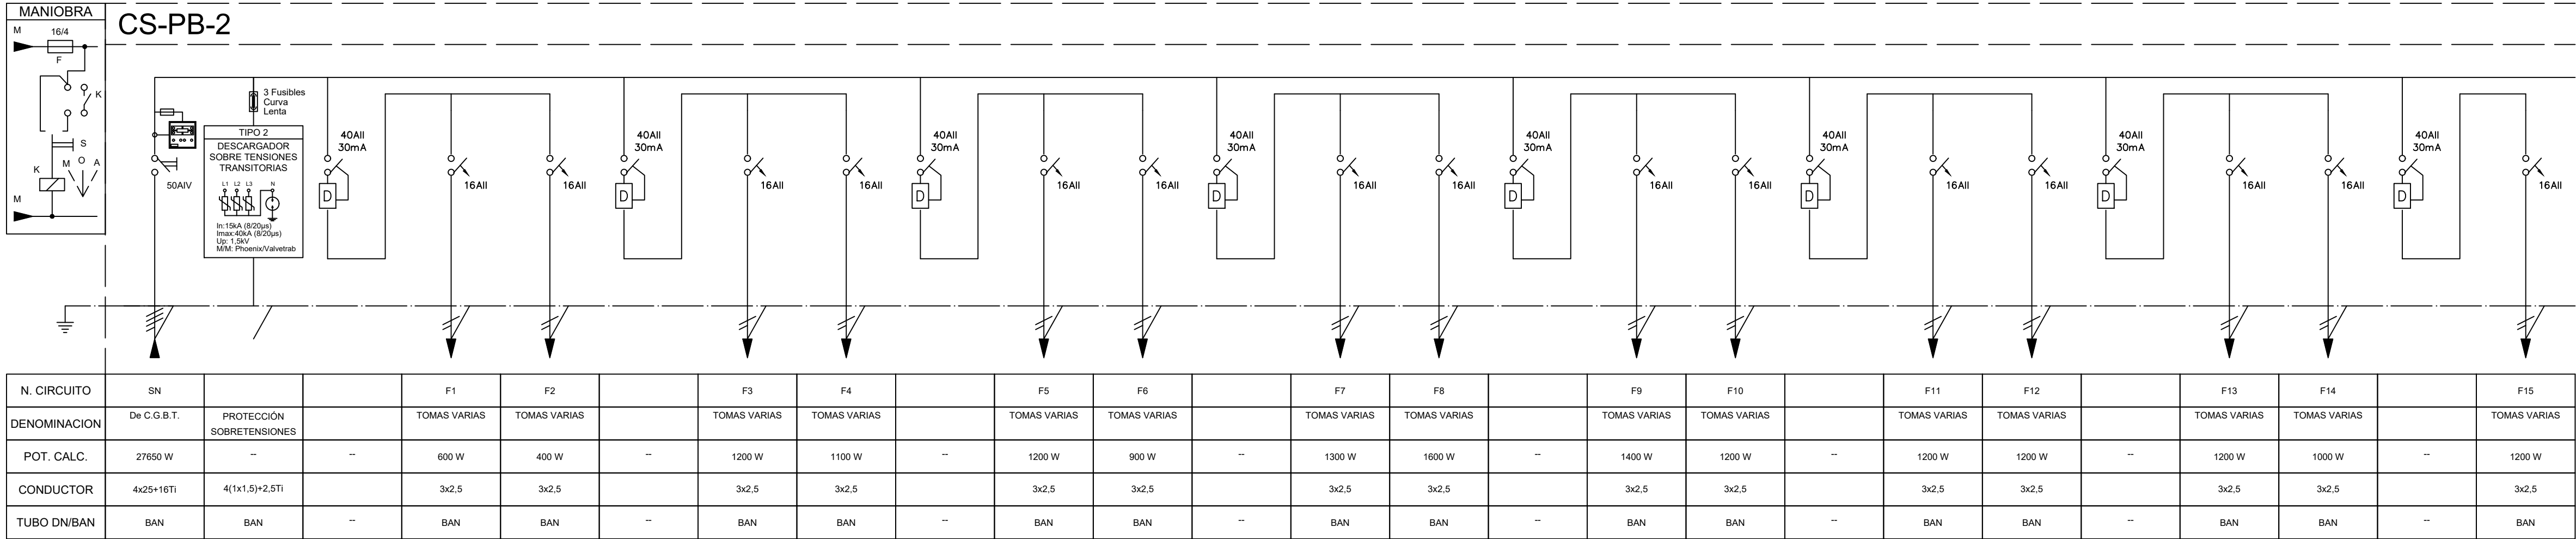 MANIOBRA
CS-PB-2
M
16/4
F
K
S
K
M
O
A
M
50AIV
3 Fusibles
Curva
Lenta
TIPO 2
DESCARGADOR
SOBRE TENSIONES
TRANSITORIAS
L1 L2 L3 N
In:15kA (8/20µs)
Imax:40kA (8/20µs)
Up: 1,5kV
M/M: Phoenix/Valvetrab
40AII
30mA
D
16AII
16AII
40AII
30mA
D
16AII
16AII
40AII
30mA
D
16AII
16AII
40AII
30mA
D
16AII
16AII
40AII
30mA
D
16AII
16AII
40AII
30mA
D
16AII
16AII
40AII
30mA
D
16AII
16AII
40AII
30mA
D
16AII
N. CIRCUITO SN F1 F2 F3 F4 F5 F6 F7 F8 F9 F10 F11 F12 F13 F14 F15
DENOMINACION De C.G.B.T. PROTECCIÓN SOBRETENSIONES TOMAS VARIAS TOMAS VARIAS TOMAS VARIAS TOMAS VARIAS TOMAS VARIAS TOMAS VARIAS TOMAS VARIAS TOMAS VARIAS TOMAS VARIAS TOMAS VARIAS TOMAS VARIAS TOMAS VARIAS TOMAS VARIAS TOMAS VARIAS TOMAS VARIAS
POT. CALC. 27650 W -- -- 600 W 400 W -- 1200 W 1100 W -- 1200 W 900 W -- 1300 W 1600 W -- 1400 W 1200 W -- 1200 W 1200 W -- 1200 W 1000 W -- 1200 W
CONDUCTOR 4x25+16Ti 4(1x1,5)+2,5Ti 3x2,5 3x2,5 3x2,5 3x2,5 3x2,5 3x2,5 3x2,5 3x2,5 3x2,5 3x2,5 3x2,5 3x2,5 3x2,5 3x2,5 3x2,5
TUBO DN/BAN BAN BAN -- BAN BAN -- BAN BAN -- BAN BAN -- BAN BAN -- BAN BAN -- BAN BAN -- BAN BAN -- BAN